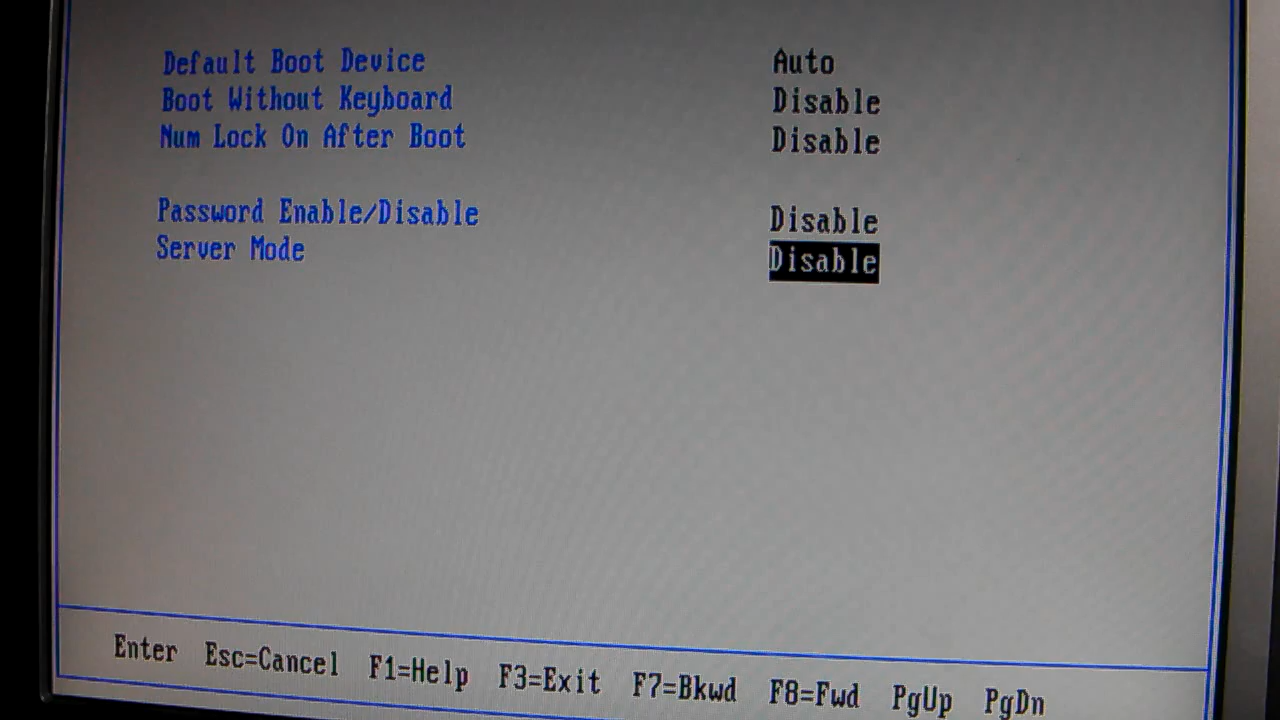 Default Boot Device Auto
Boot Without Keyboard Disable
Num Lock On After Boot Disable
Password Enable/Disable Disable
Server Mode Disable
Enter Esc=Cancel F1=Help F3=Exit F7=Bkwd F8=Fwd PgUp PgDn